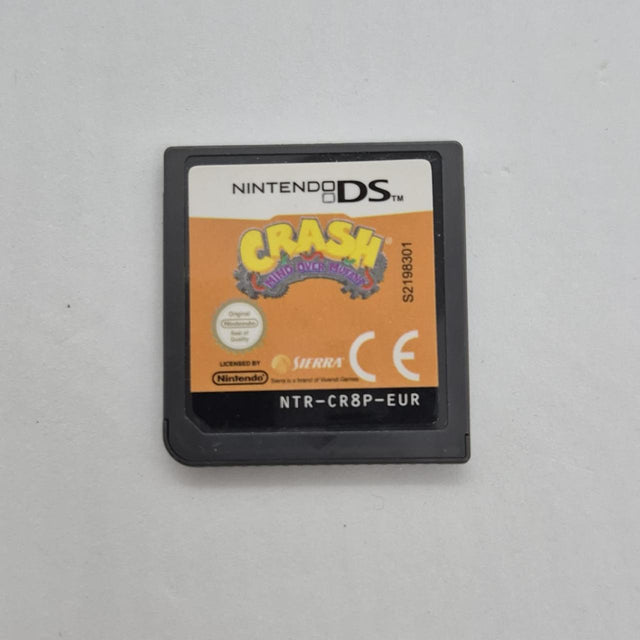 NINTENDO DS™
CRASH®
MIND OVER MUTANT
S2198301
Original
Nintendo
Seal of
Quality
LICENSED BY
Nintendo
SIERRA
Sierra is a brand of Vivendi Games
CE
NTR-CR8P-EUR